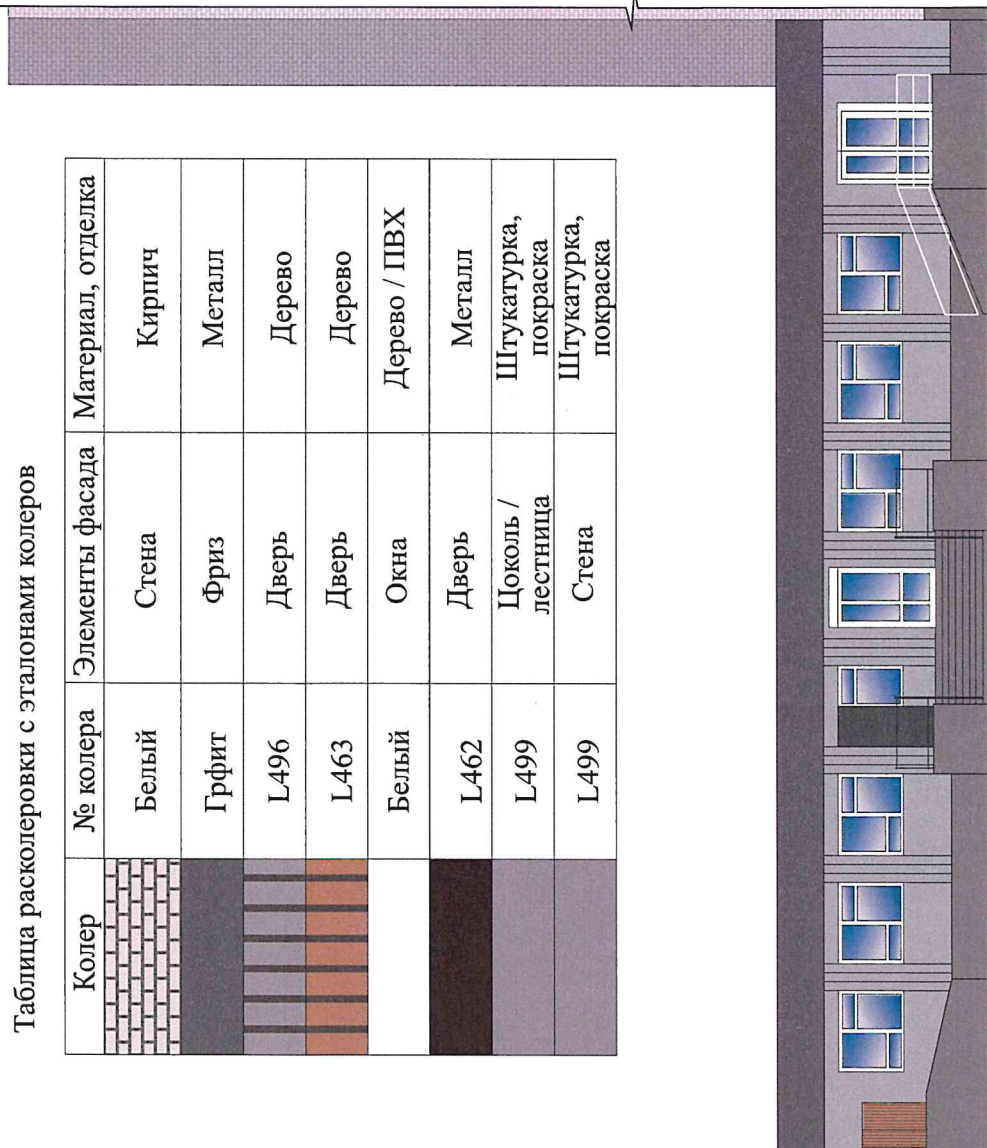 Таблица расколеровки с эталонами колеров
Колер № колера Элементы фасада Материал, отделка
Белый Стена Кирпич
Грфит Фриз Металл
L496 Дверь Дерево
L463 Дверь Дерево
Белый Окна Дерево / ПВХ
L462 Дверь Металл
L499 Цоколь / лестница Штукатурка, покраска
L499 Стена Штукатурка, покраска